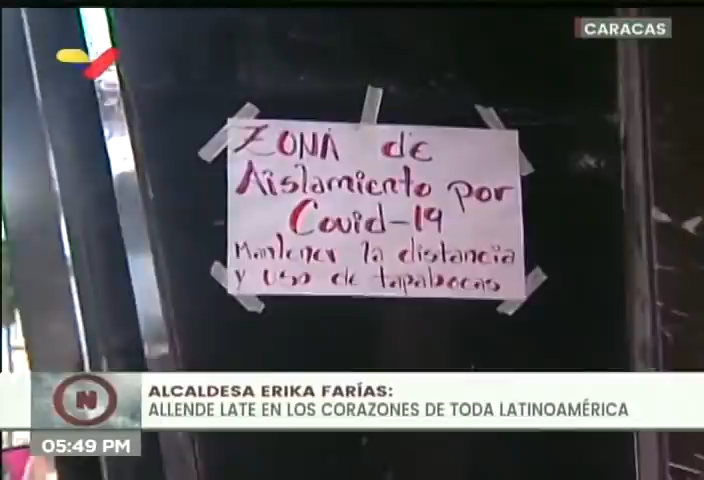 CARACAS
ZONA de
Aislamiento por
Covid-19
Mantener la distancia
y uso de tapabocas
N
ALCALDESA ERIKA FARÍAS:
ALLENDE LATE EN LOS CORAZONES DE TODA LATINOAMÉRICA
05:49 PM